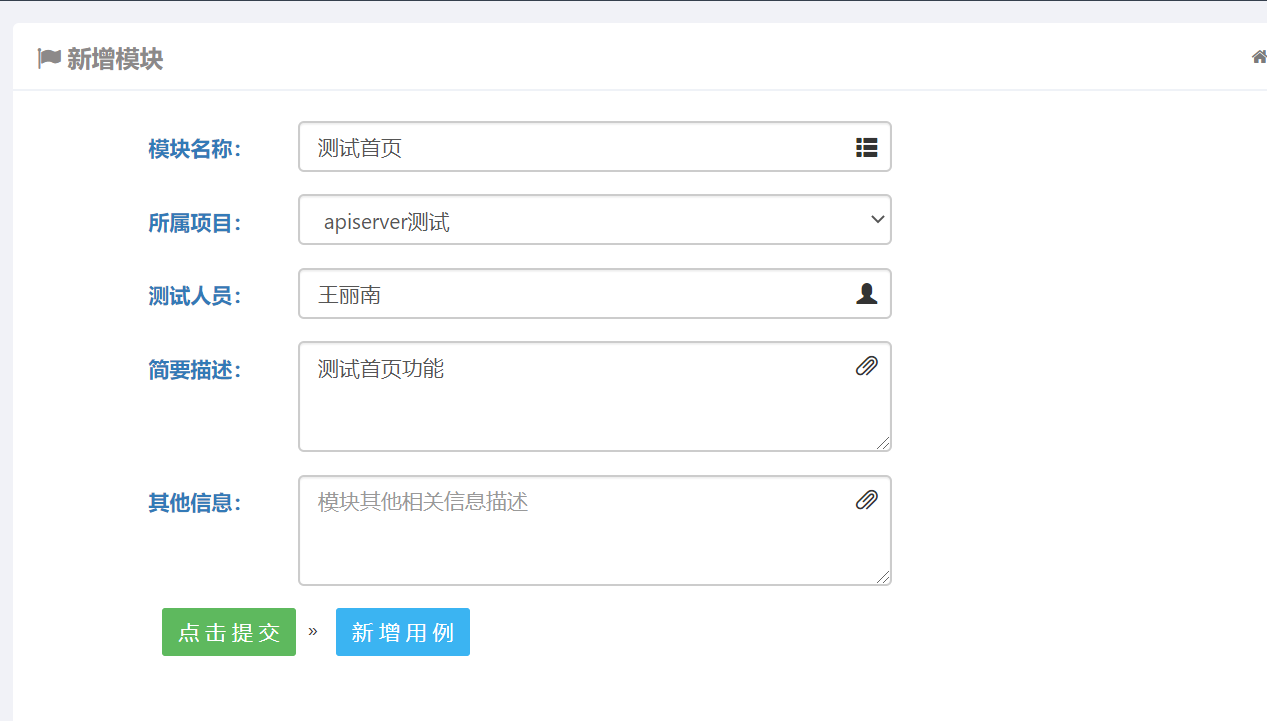 新增模块
模块名称：
测试首页
所属项目：
apiserver测试
测试人员：
王丽南
简要描述：
测试首页功能
其他信息：
模块其他相关信息描述
点击提交 » 新增用例